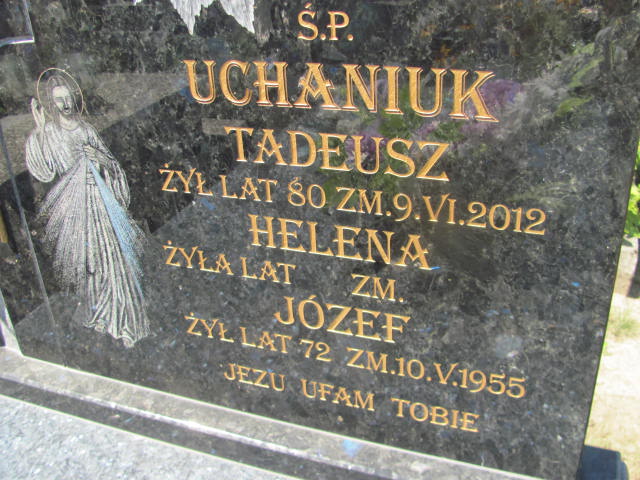 Ś.P.
UCHANIUK
TADEUSZ
ŻYŁ LAT 80 ZM.9.VI.2012
HELENA
ŻYŁA LAT ZM.
JÓZEF
ŻYŁ LAT 72 ZM.10.V.1955
JEZU UFAM TOBIE